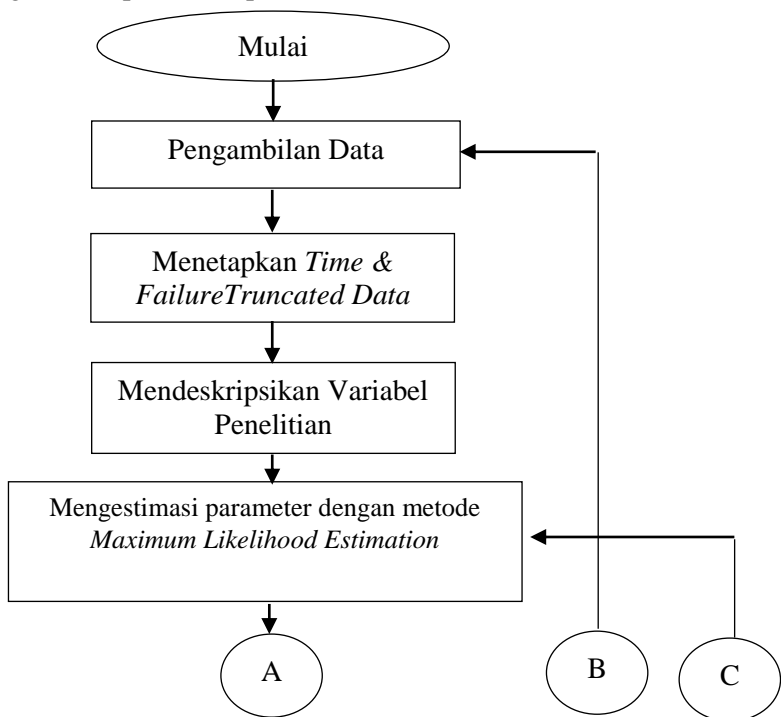 Mulai
Pengambilan Data
Menetapkan Time &
FailureTruncated Data
Mendeskripsikan Variabel
Penelitian
Mengestimasi parameter dengan metode
Maximum Likelihood Estimation
A
B
C